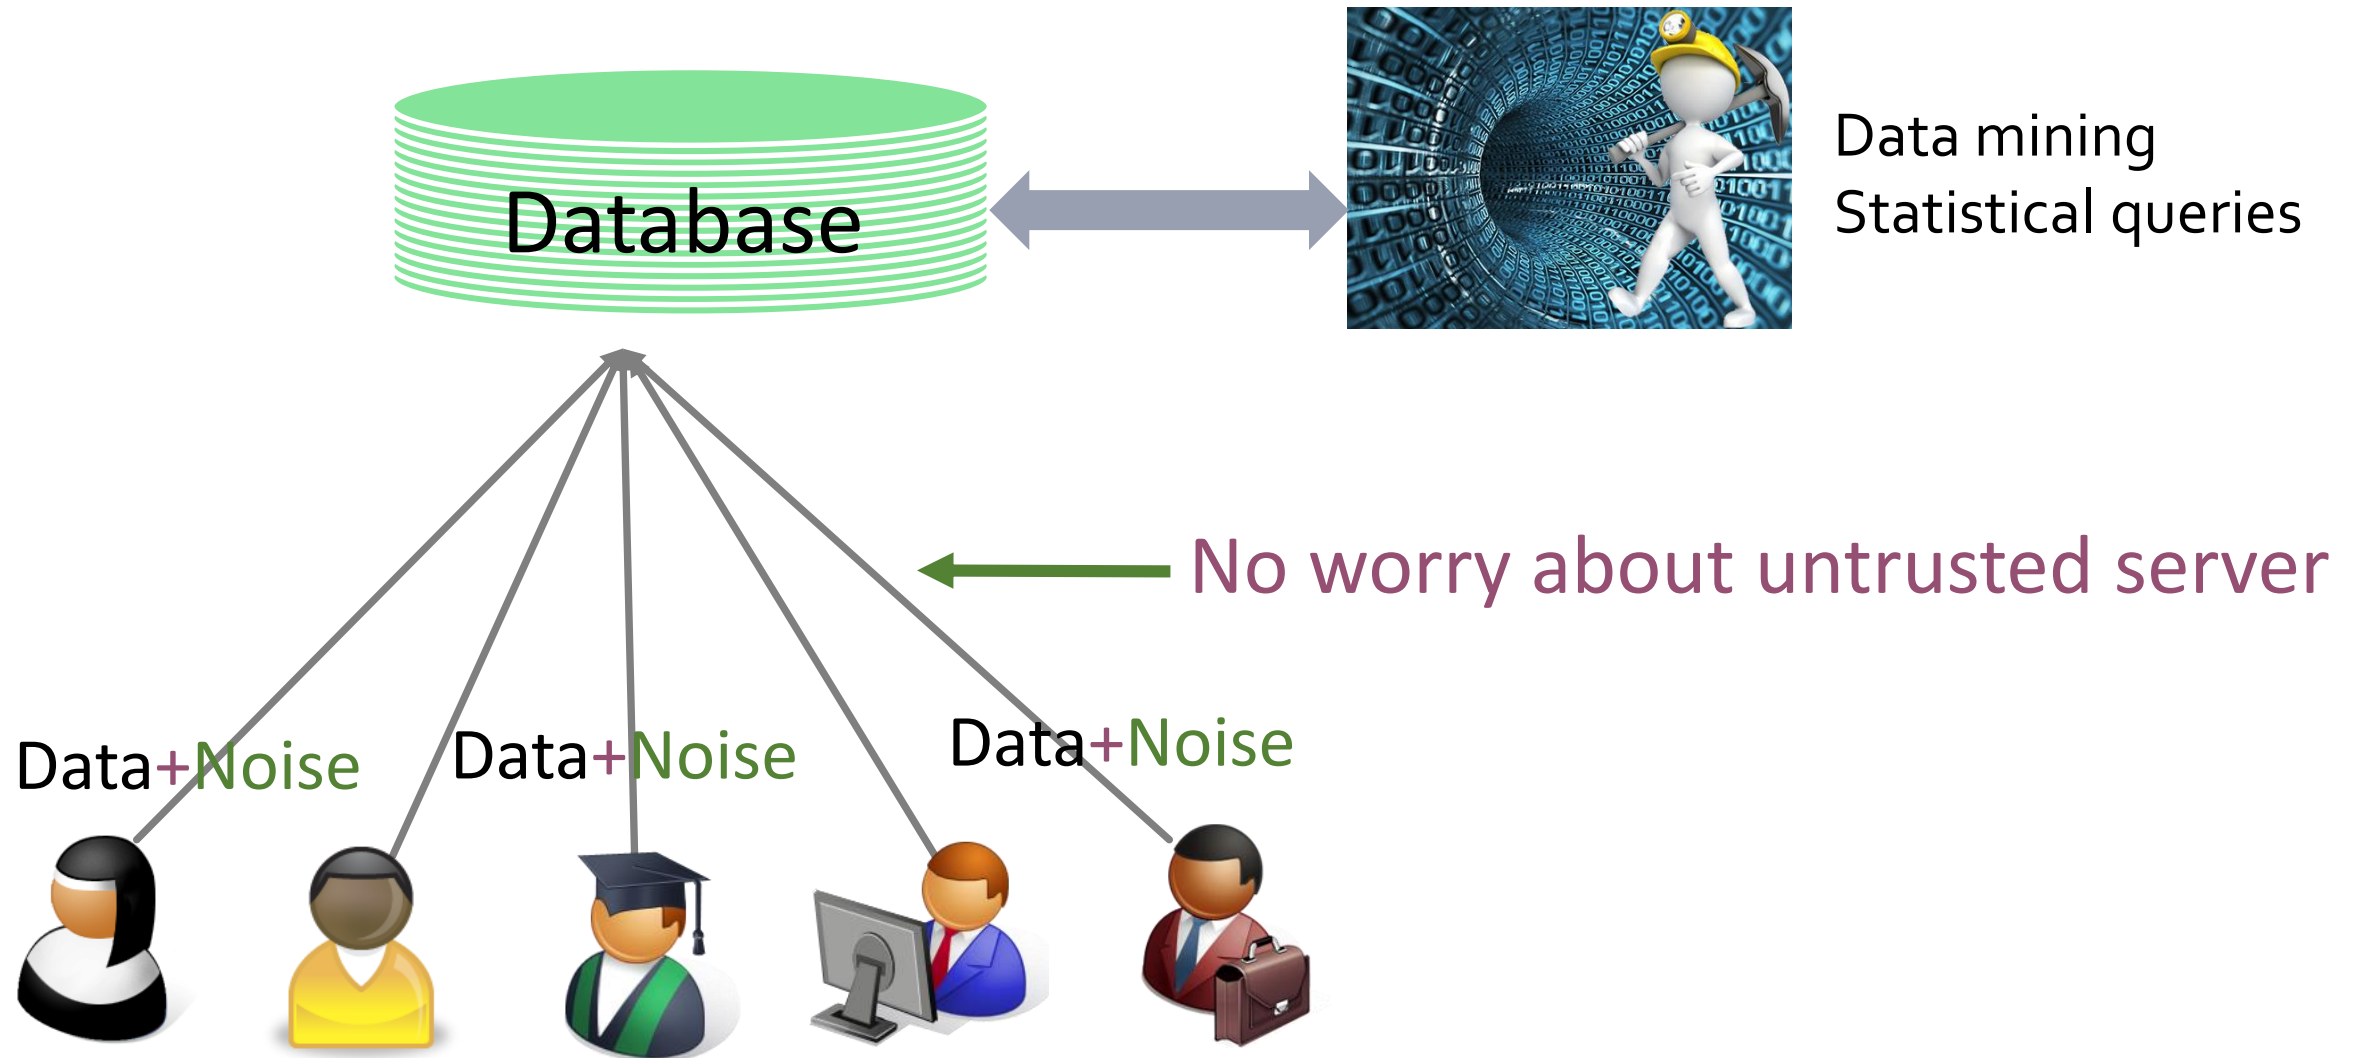 Database
Data mining
Statistical queries
No worry about untrusted server
Data+Noise
Data+Noise
Data+Noise